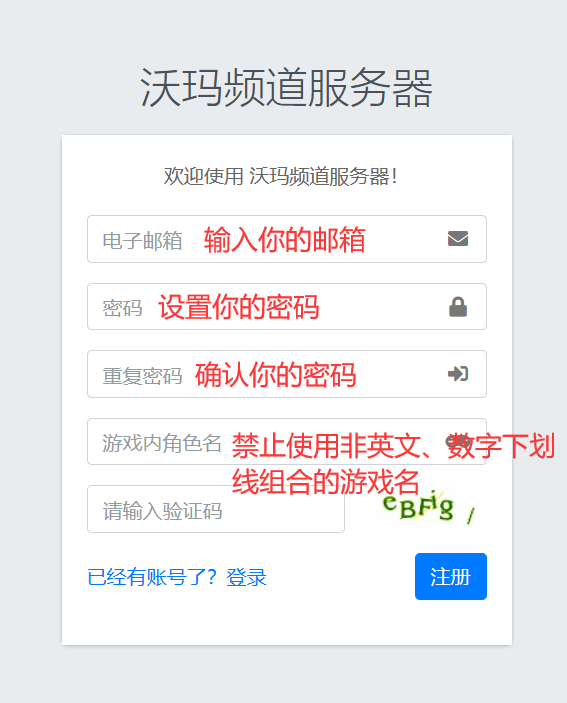 沃玛频道服务器
欢迎使用 沃玛频道服务器！
电子邮箱 输入你的邮箱
密码 设置你的密码
重复密码 确认你的密码
游戏内角色名 禁止使用非英文、数字下划
线组合的游戏名
请输入验证码 eBFig
已经有账号了？登录 注册